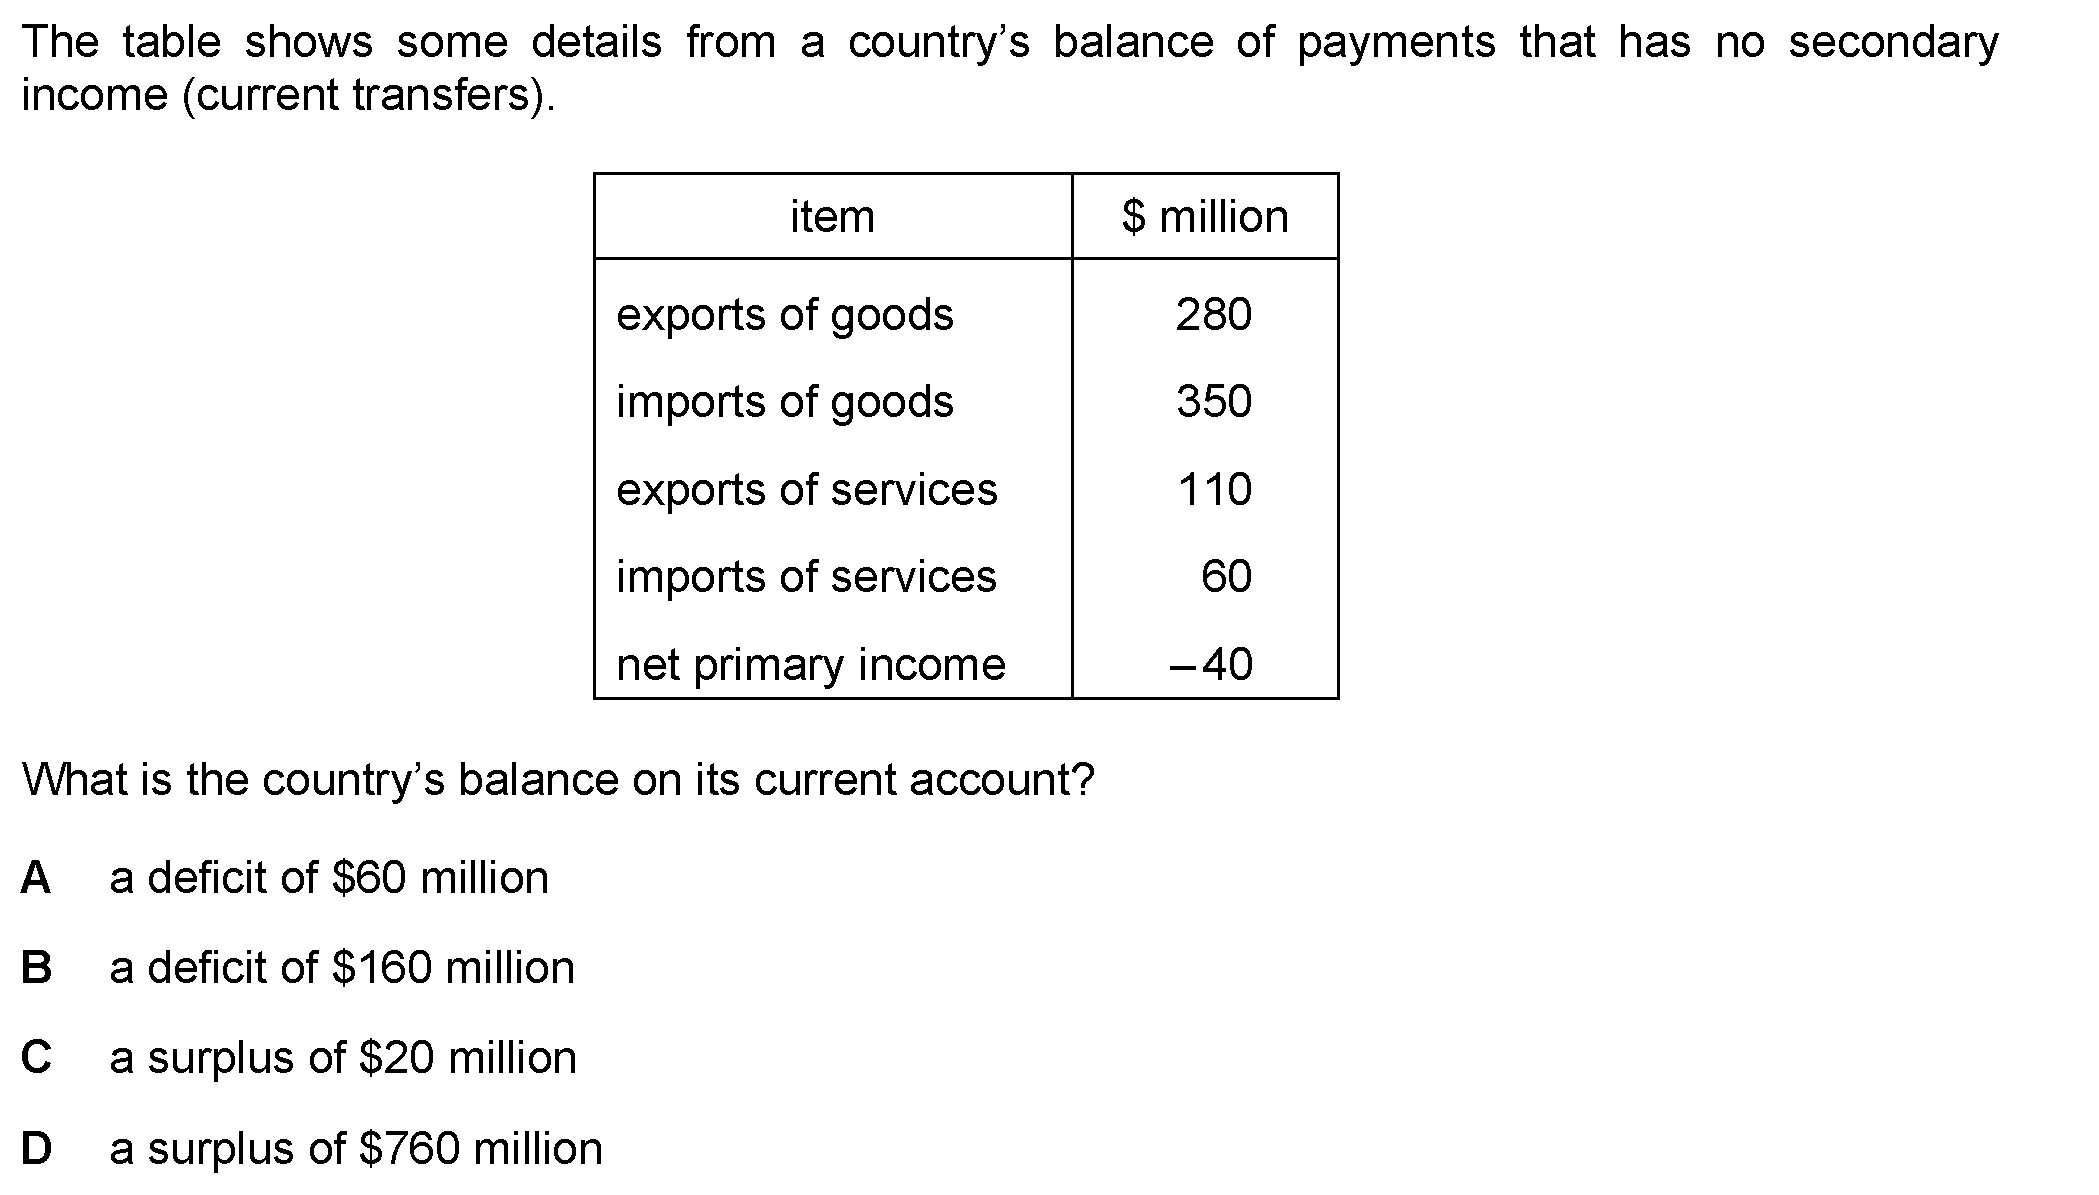 The table shows some details from a country’s balance of payments that has no secondary
income (current transfers).
item $ million
exports of goods 280
imports of goods 350
exports of services 110
imports of services 60
net primary income –40
What is the country’s balance on its current account?
A a deficit of $60 million
B a deficit of $160 million
C a surplus of $20 million
D a surplus of $760 million